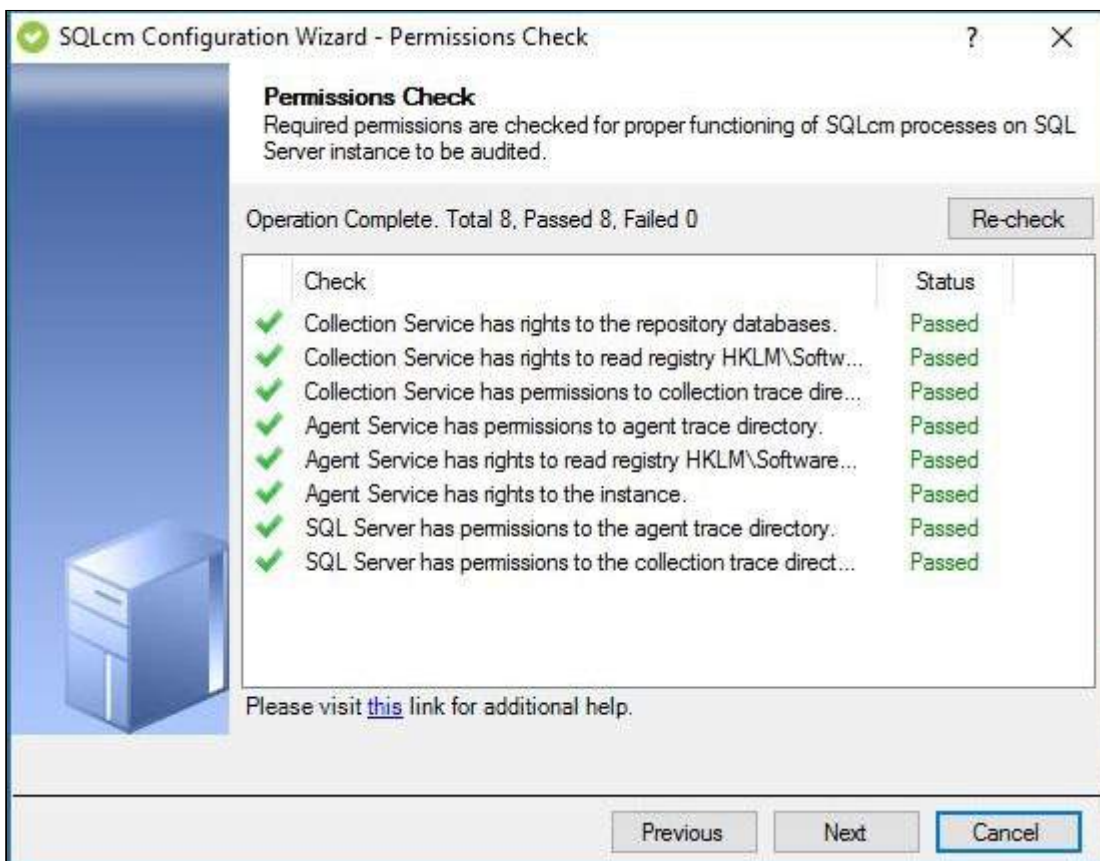 SQLcm Configuration Wizard - Permissions Check ? X
Permissions Check
Required permissions are checked for proper functioning of SQLcm processes on SQL
Server instance to be audited.
Operation Complete. Total 8, Passed 8, Failed 0 Re-check
Check Status
Collection Service has rights to the repository databases. Passed
Collection Service has rights to read registry HKLM\Softw... Passed
Collection Service has permissions to collection trace dire... Passed
Agent Service has permissions to agent trace directory. Passed
Agent Service has rights to read registry HKLM\Software... Passed
Agent Service has rights to the instance. Passed
SQL Server has permissions to the agent trace directory. Passed
SQL Server has permissions to the collection trace direct... Passed
Please visit this link for additional help.
Previous Next Cancel